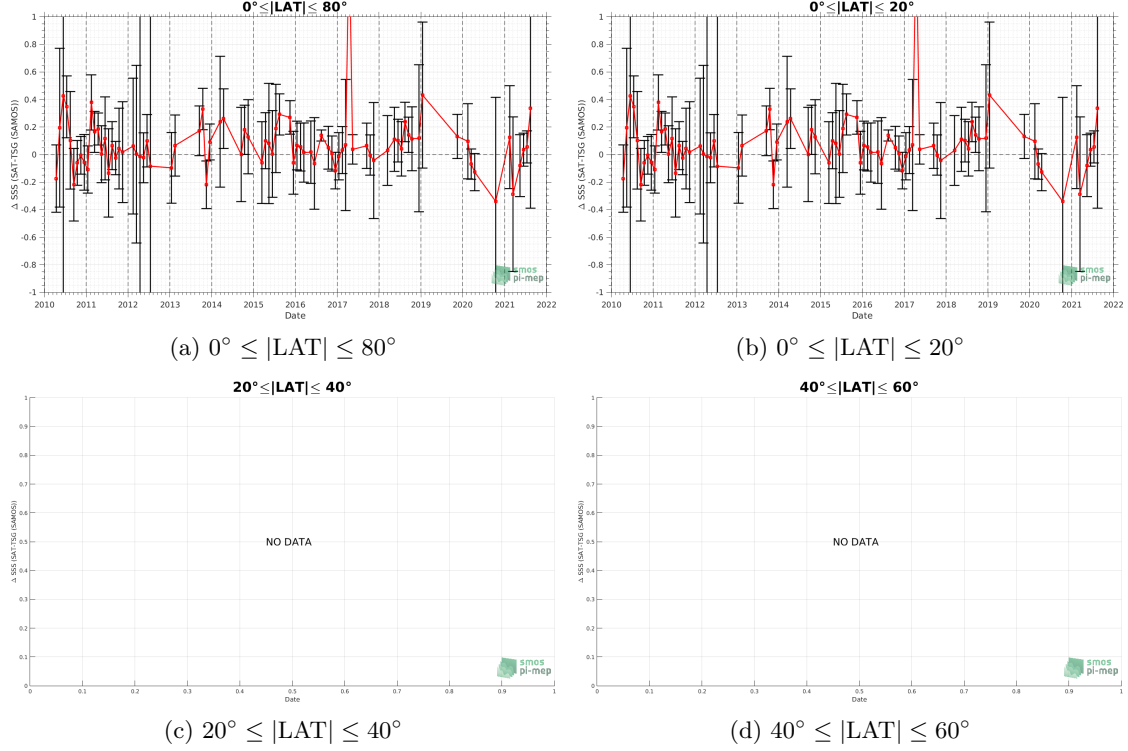 0°≤|LAT|≤ 80°
1
0.8
0.6
0.4
0.2
0
-0.2
-0.4
-0.6
-0.8
-1
Δ SSS (SAT-TSG (SAMOS))
2010 2011 2012 2013 2014 2015 2016 2017 2018 2019 2020 2021 2022
Date
smos
pi-mep
(a) 0° ≤ |LAT| ≤ 80°
0°≤|LAT|≤ 20°
1
0.8
0.6
0.4
0.2
0
-0.2
-0.4
-0.6
-0.8
-1
Δ SSS (SAT-TSG (SAMOS))
2010 2011 2012 2013 2014 2015 2016 2017 2018 2019 2020 2021 2022
Date
smos
pi-mep
(b) 0° ≤ |LAT| ≤ 20°
20°≤|LAT|≤ 40°
1
0.9
0.8
0.7
0.6
0.5
0.4
0.3
0.2
0.1
0
Δ SSS (SAT-TSG (SAMOS))
NO DATA
0 0.1 0.2 0.3 0.4 0.5 0.6 0.7 0.8 0.9 1
Date
smos
pi-mep
(c) 20° ≤ |LAT| ≤ 40°
40°≤|LAT|≤ 60°
1
0.9
0.8
0.7
0.6
0.5
0.4
0.3
0.2
0.1
0
Δ SSS (SAT-TSG (SAMOS))
NO DATA
0 0.1 0.2 0.3 0.4 0.5 0.6 0.7 0.8 0.9 1
Date
smos
pi-mep
(d) 40° ≤ |LAT| ≤ 60°